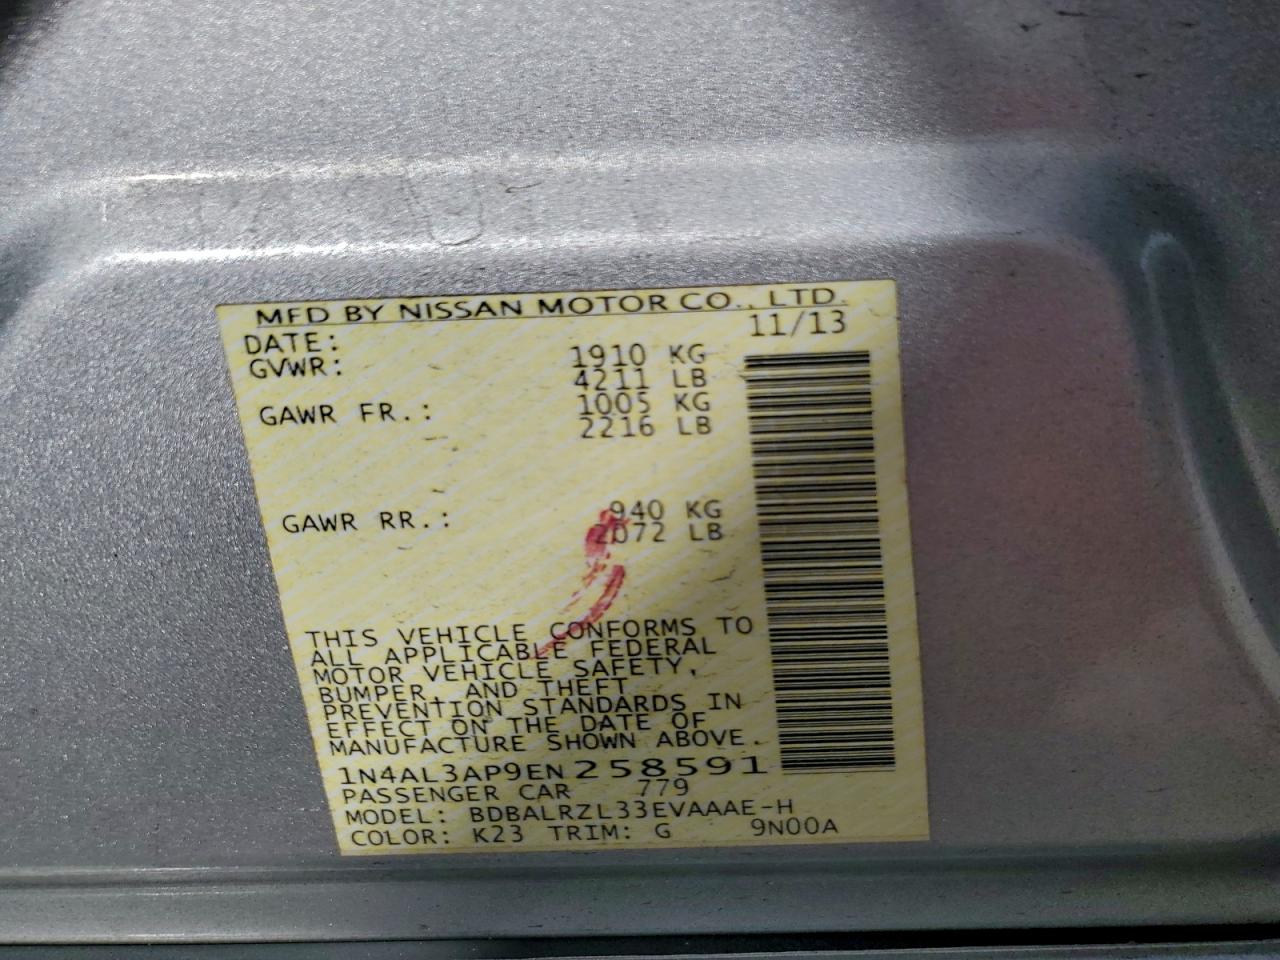 MFD BY NISSAN MOTOR CO., LTD.
DATE: 11/13
GVWR: 1910 KG
4211 LB
GAWR FR.: 1005 KG
2216 LB
GAWR RR.: 940 KG
2072 LB
THIS VEHICLE CONFORMS TO
ALL APPLICABLE FEDERAL
MOTOR VEHICLE SAFETY,
BUMPER, AND THEFT
PREVENTION STANDARDS IN
EFFECT ON THE DATE OF
MANUFACTURE SHOWN ABOVE.
1N4AL3AP9EN258591
PASSENGER CAR 779
MODEL: BDBALRZL33EVAAAE-H
COLOR: K23 TRIM: G 9N00A